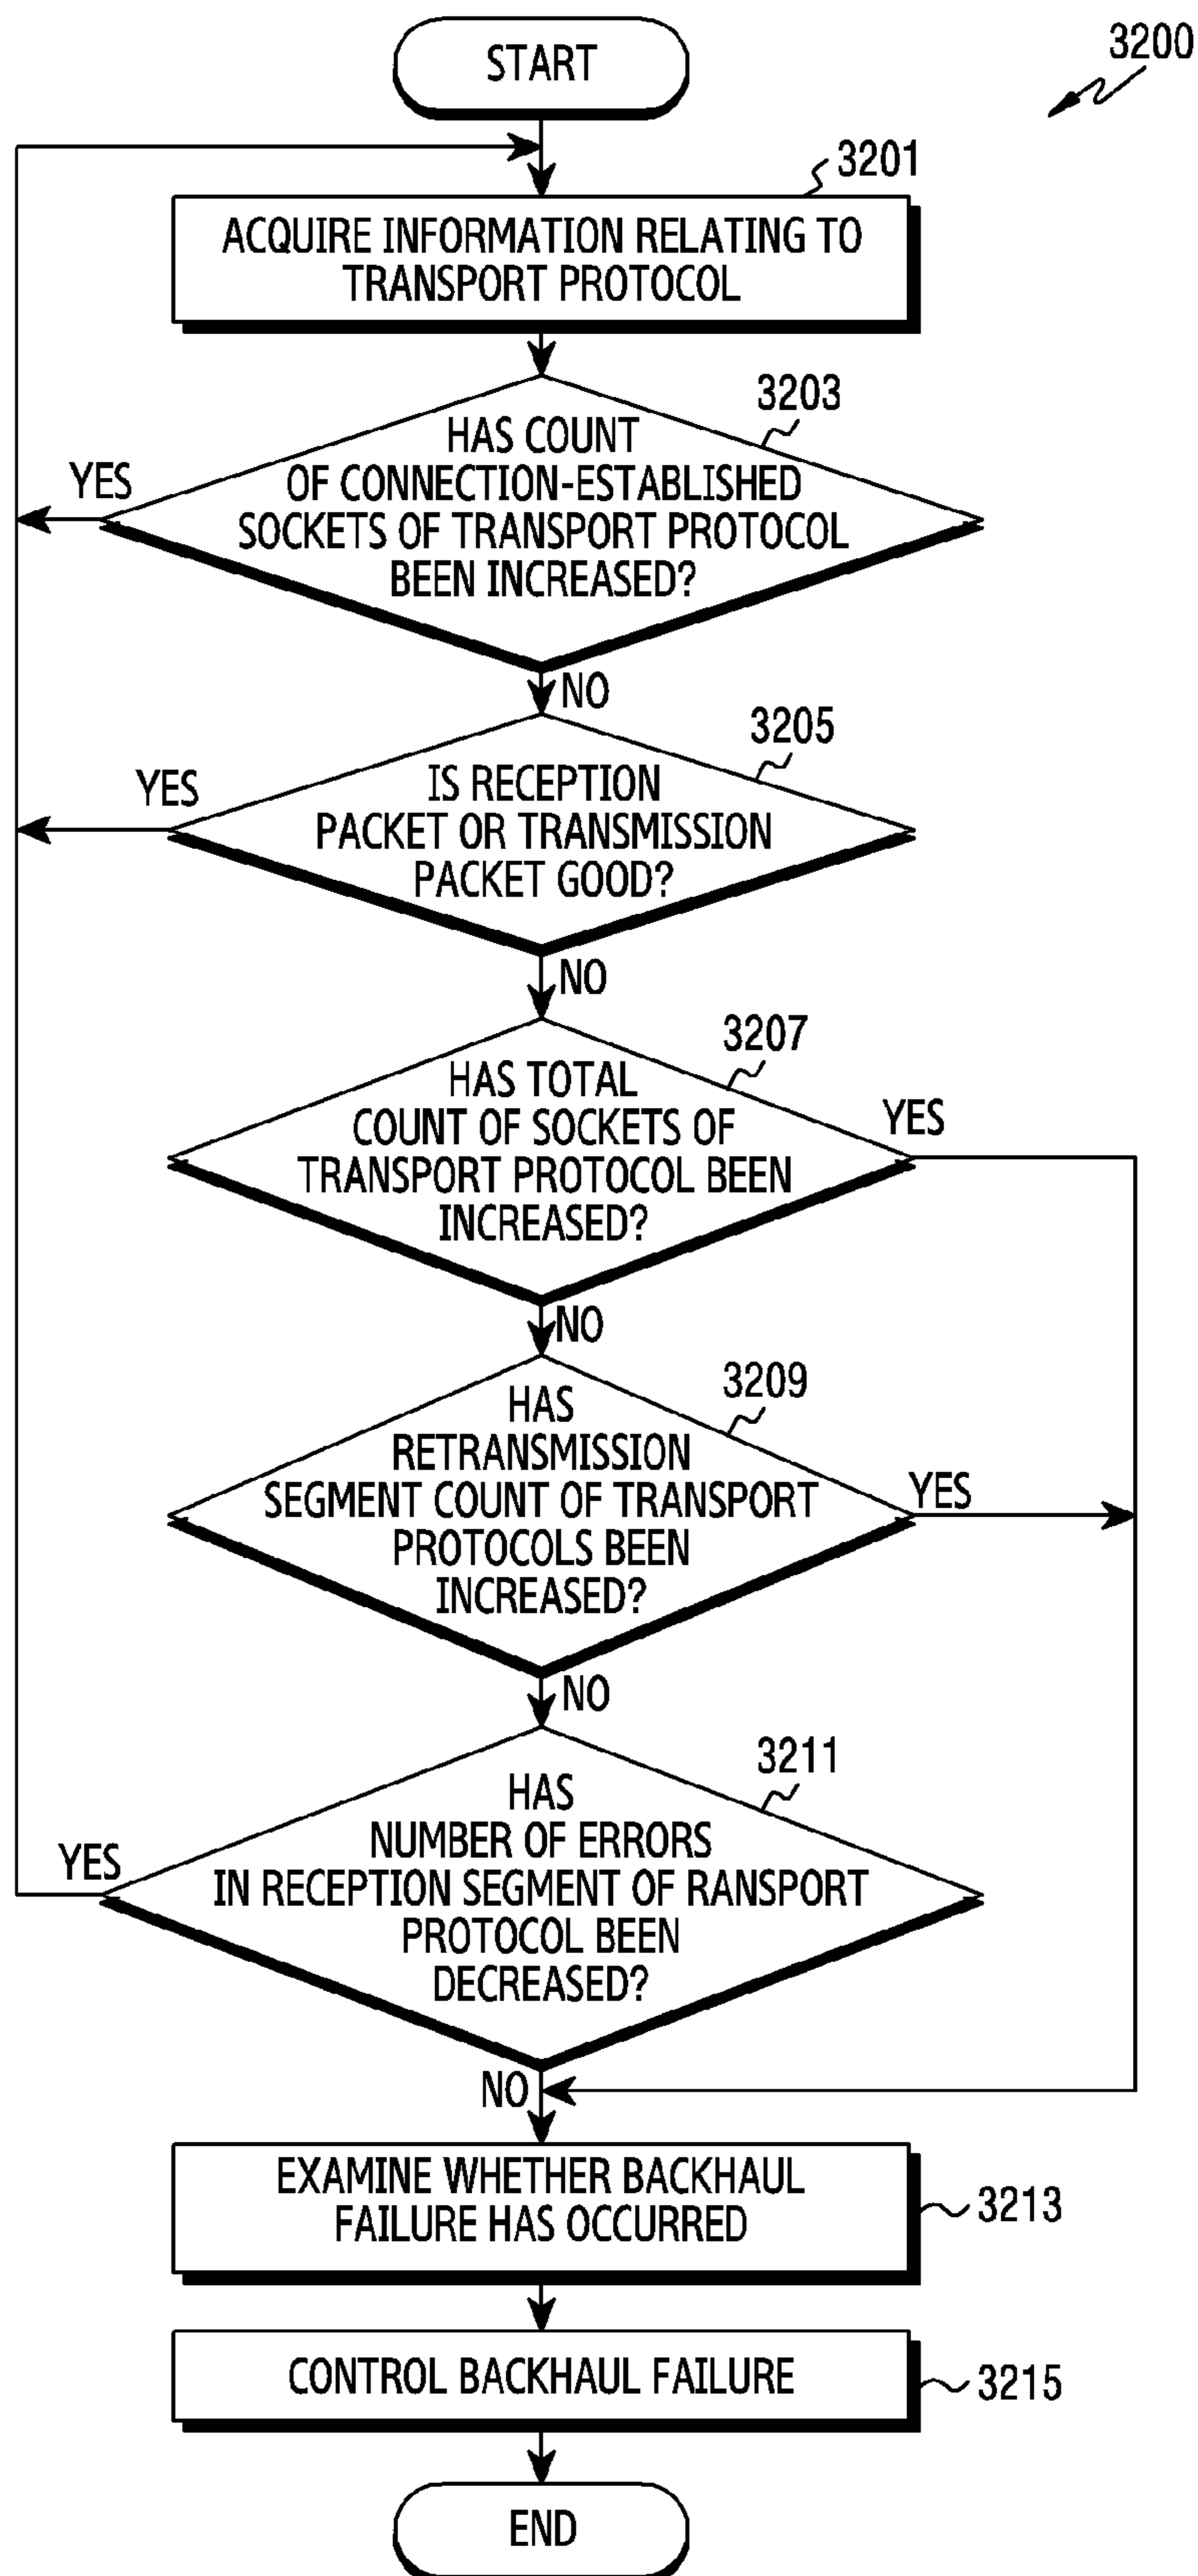 START
3200
3201
ACQUIRE INFORMATION RELATING TO
TRANSPORT PROTOCOL
3203
HAS COUNT
OF CONNECTION-ESTABLISHED
SOCKETS OF TRANSPORT PROTOCOL
BEEN INCREASED?
YES
NO
3205
IS RECEPTION
PACKET OR TRANSMISSION
PACKET GOOD?
YES
NO
3207
HAS TOTAL
COUNT OF SOCKETS OF
TRANSPORT PROTOCOL BEEN
INCREASED?
YES
NO
3209
HAS
RETRANSMISSION
SEGMENT COUNT OF TRANSPORT
PROTOCOLS BEEN
INCREASED?
YES
NO
3211
HAS
NUMBER OF ERRORS
IN RECEPTION SEGMENT OF RANSPORT
PROTOCOL BEEN
DECREASED?
YES
NO
EXAMINE WHETHER BACKHAUL
FAILURE HAS OCCURRED
3213
CONTROL BACKHAUL FAILURE
3215
END